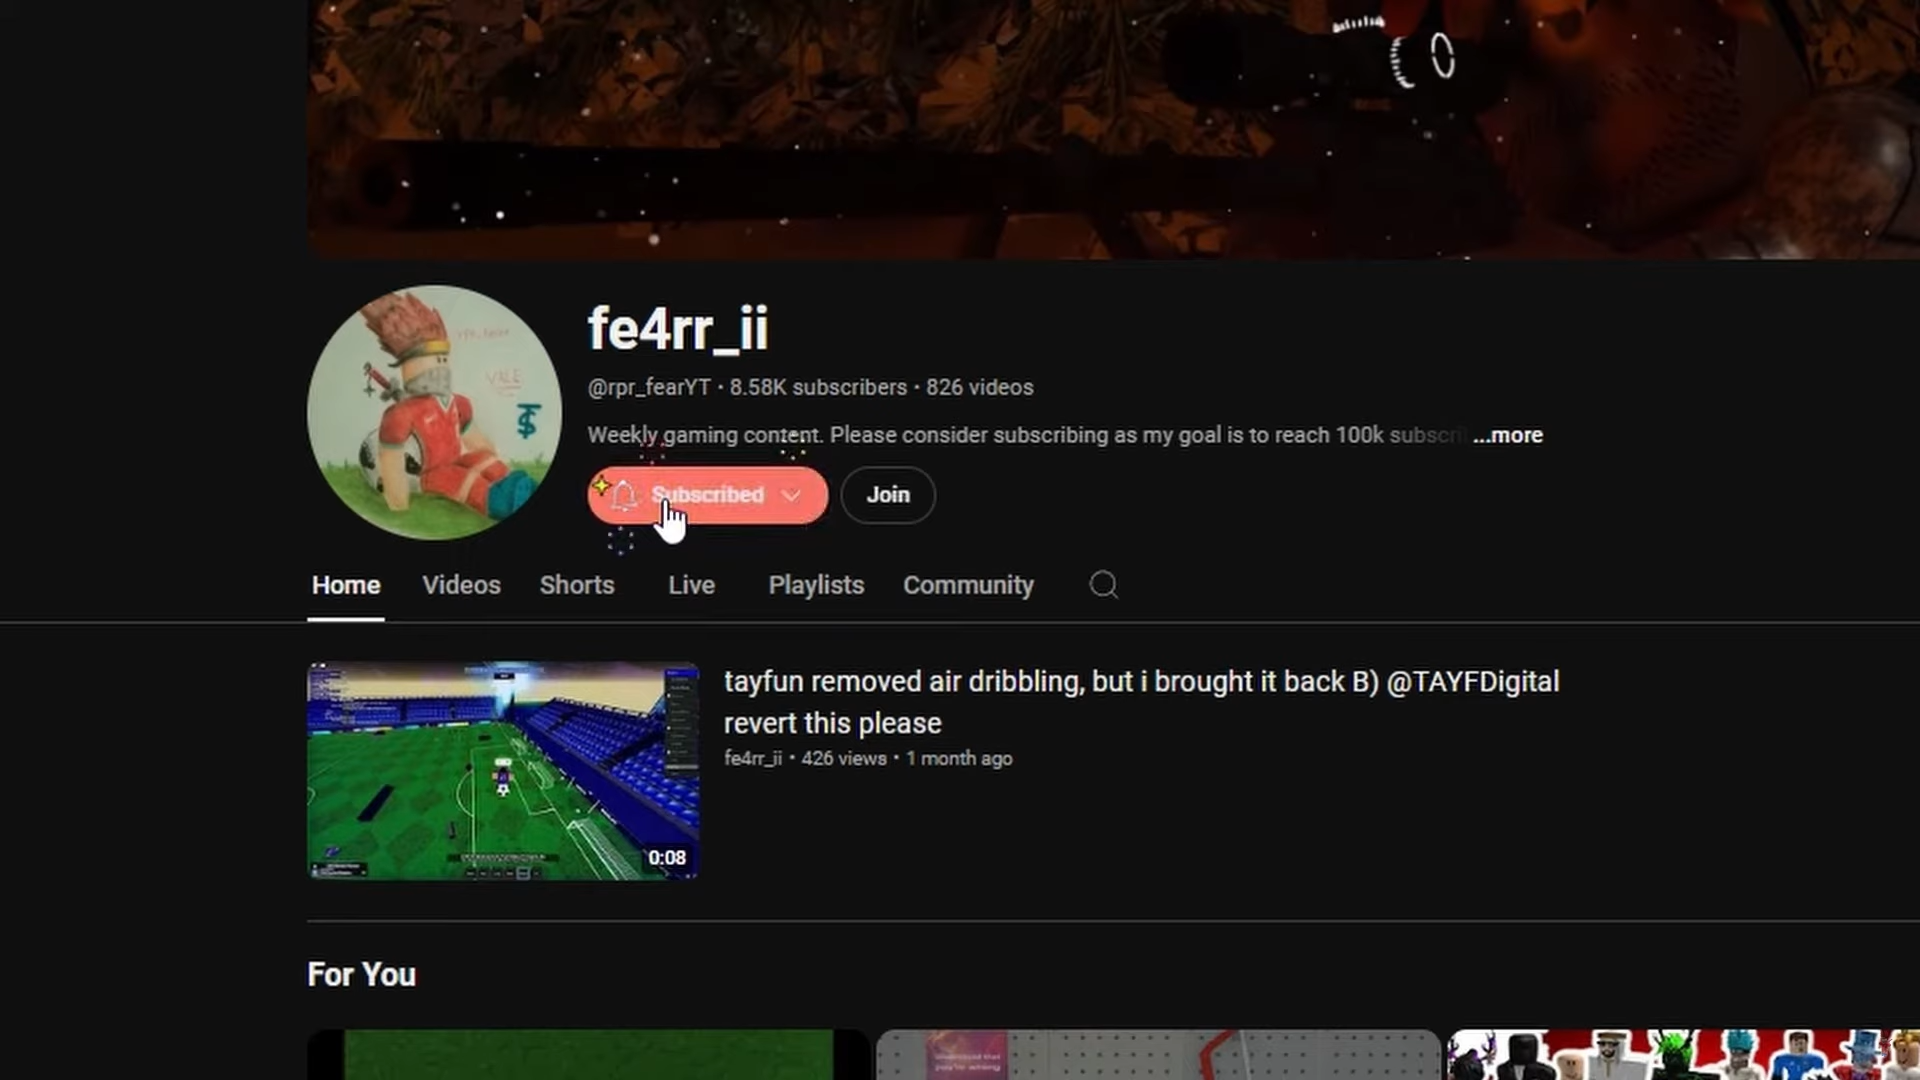 fe4rr_ii
@rpr_fearYT • 8.58K subscribers • 826 videos
Weekly gaming content. Please consider subscribing as my goal is to reach 100k subscri ...more
Subscribed
Join
Home Videos Shorts Live Playlists Community
tayfun removed air dribbling, but i brought it back B) @TAYFDigital
revert this please
fe4rr_ii • 426 views • 1 month ago
0:08
For You